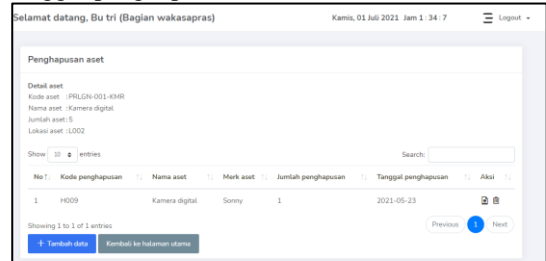 Selamat datang, Bu tri (Bagian wakasapras) Kamis, 01 Juli 2021 Jam 1 : 34 : 7 Logout
Penghapusan aset
Detail aset
Kode aset :PRLGN-001-KMR
Nama aset :Kamera digital
Jumlah aset:5
Lokasi aset :L002
Show 10 entries Search:
No Kode penghapusan Nama aset Merk aset Jumlah penghapusan Tanggal penghapusan Aksi
1 H009 Kamera digital Sonny 1 2021-05-23
Showing 1 to 1 of 1 entries Previous 1 Next
+ Tambah data Kembali ke halaman utama